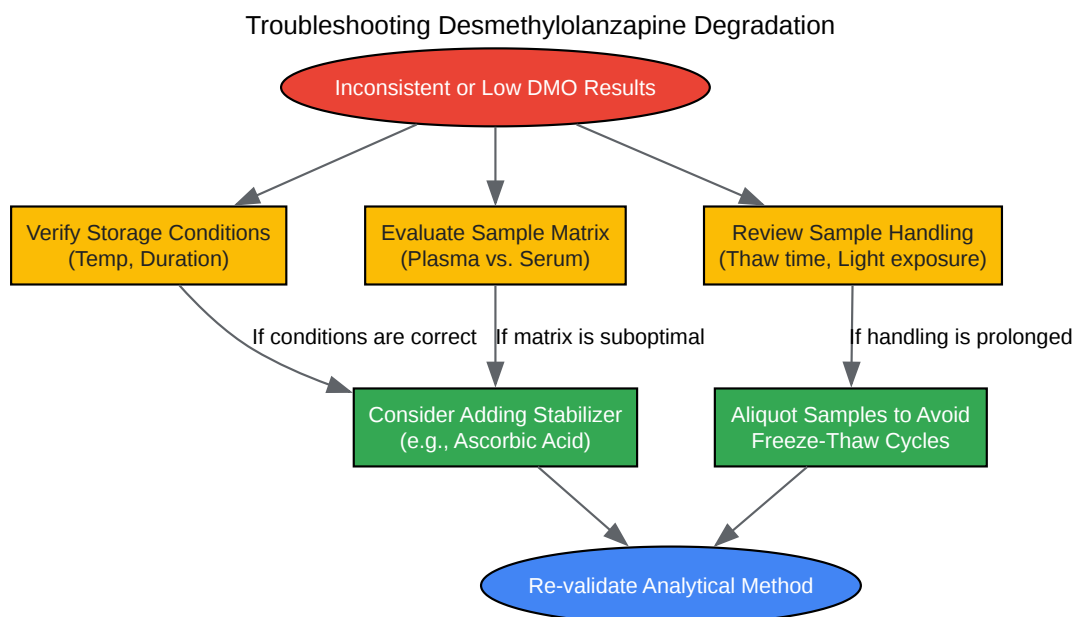 Troubleshooting Desmethylolanzapine Degradation
Inconsistent or Low DMO Results
Verify Storage Conditions
(Temp, Duration)
Evaluate Sample Matrix
(Plasma vs. Serum)
Review Sample Handling
(Thaw time, Light exposure)
If conditions are correct
If matrix is suboptimal
If handling is prolonged
Consider Adding Stabilizer
(e.g., Ascorbic Acid)
Aliquot Samples to Avoid
Freeze-Thaw Cycles
Re-validate Analytical Method